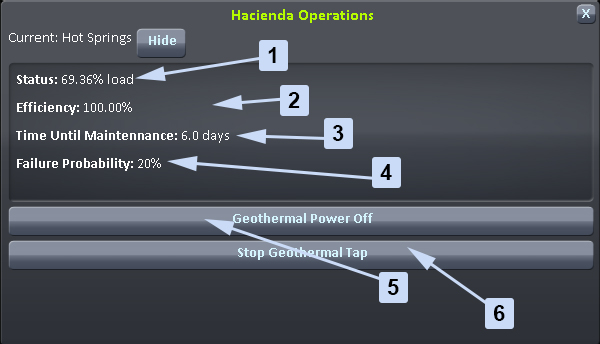 Hacienda Operations
X
Current: Hot Springs Hide
1
Status: 69.36% load
2
Efficiency: 100.00%
3
Time Until Maintennance: 6.0 days
4
Failure Probability: 20%
Geothermal Power Off
Stop Geothermal Tap
5
6